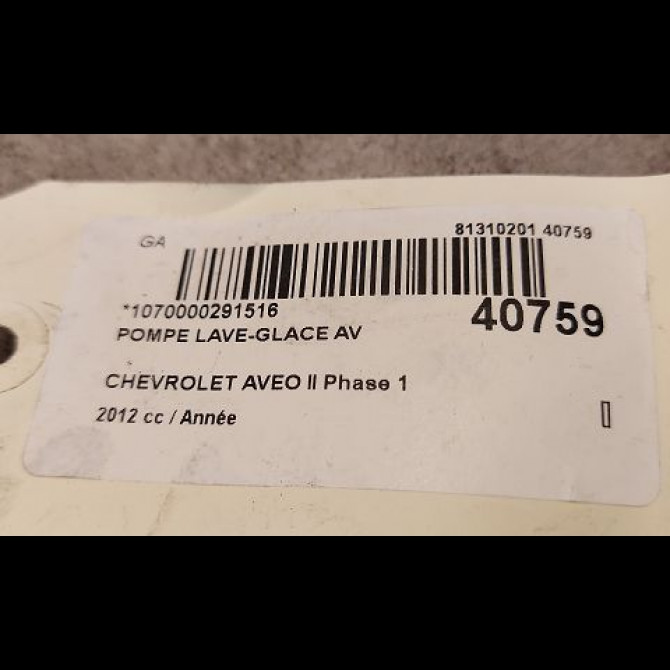 GA
81310201 40759
*1070000291516
40759
POMPE LAVE-GLACE AV
CHEVROLET AVEO II Phase 1
2012 cc / Année